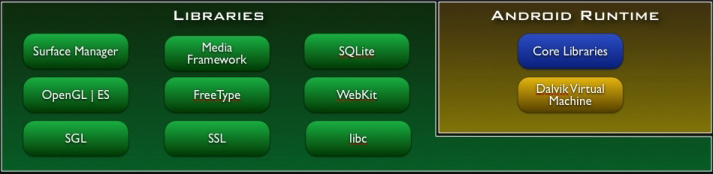 LIBRARIES
Surface Manager
Media
Framework
SQLite
OpenGL | ES
FreeType
WebKit
SGL
SSL
libc
ANDROID RUNTIME
Core Libraries
Dalvik Virtual
Machine